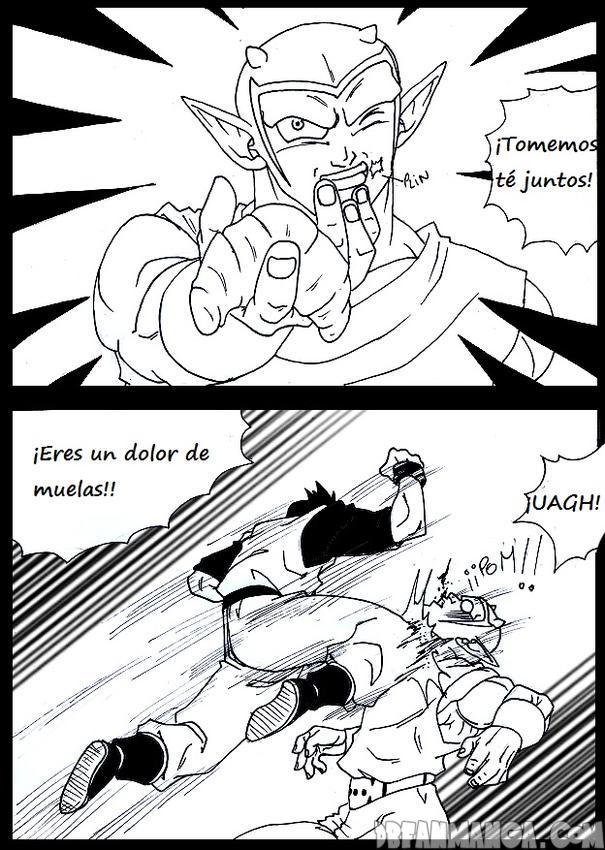 ¡Tomemos
té juntos!
PLiN
¡Eres un dolor de
muelas!!
¡UAGH!
¡¡POM!!
DBFANMANGA.COM